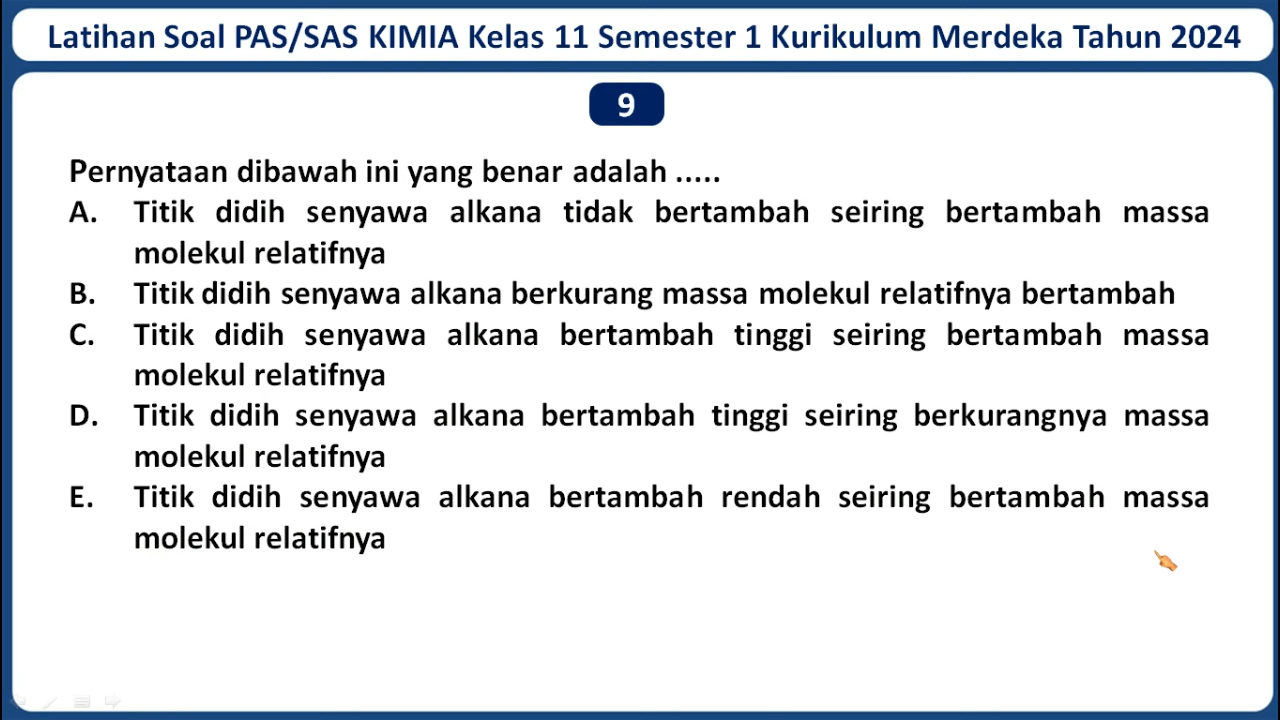 Latihan Soal PAS/SAS KIMIA Kelas 11 Semester 1 Kurikulum Merdeka Tahun 2024
9
Pernyataan dibawah ini yang benar adalah .....
A. Titik didih senyawa alkana tidak bertambah seiring bertambah massa
molekul relatifnya
B. Titik didih senyawa alkana berkurang massa molekul relatifnya bertambah
C. Titik didih senyawa alkana bertambah tinggi seiring bertambah massa
molekul relatifnya
D. Titik didih senyawa alkana bertambah tinggi seiring berkurangnya massa
molekul relatifnya
E. Titik didih senyawa alkana bertambah rendah seiring bertambah massa
molekul relatifnya